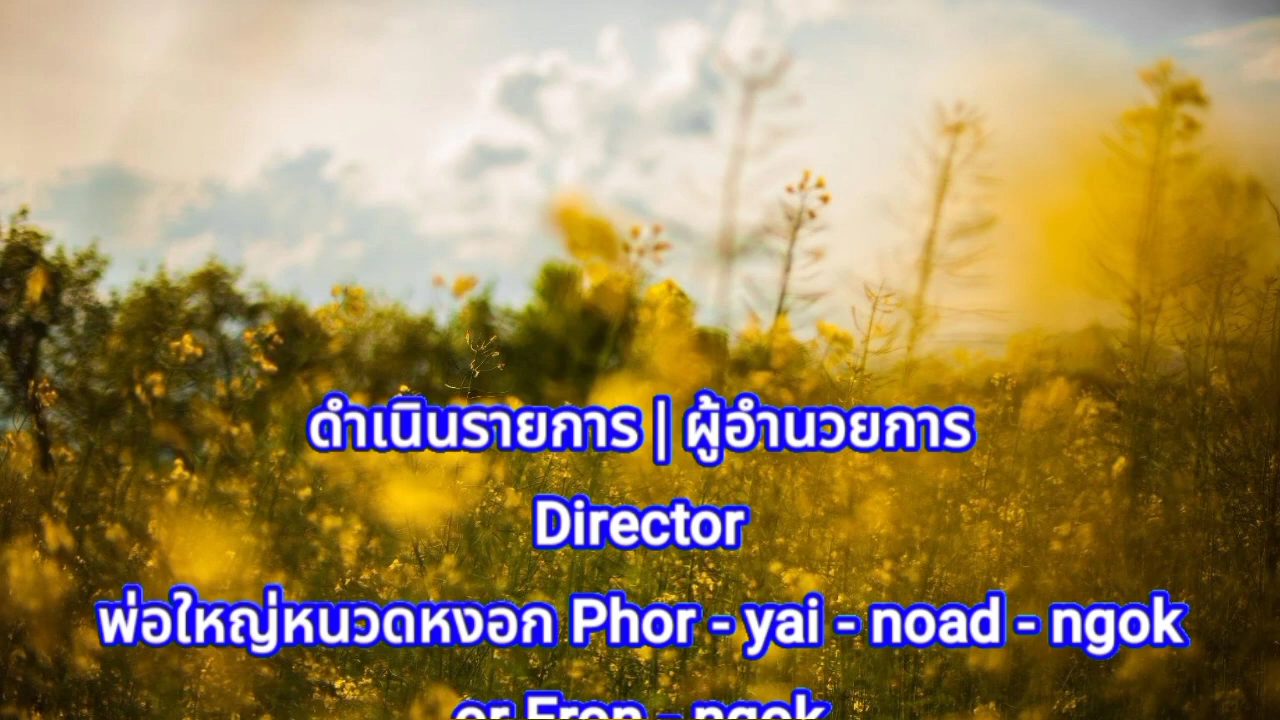 ดำเนินรายการ | ผู้อำนวยการ
Director
พ่อใหญ่หนวดหงอก Phor - yai - noad - ngok